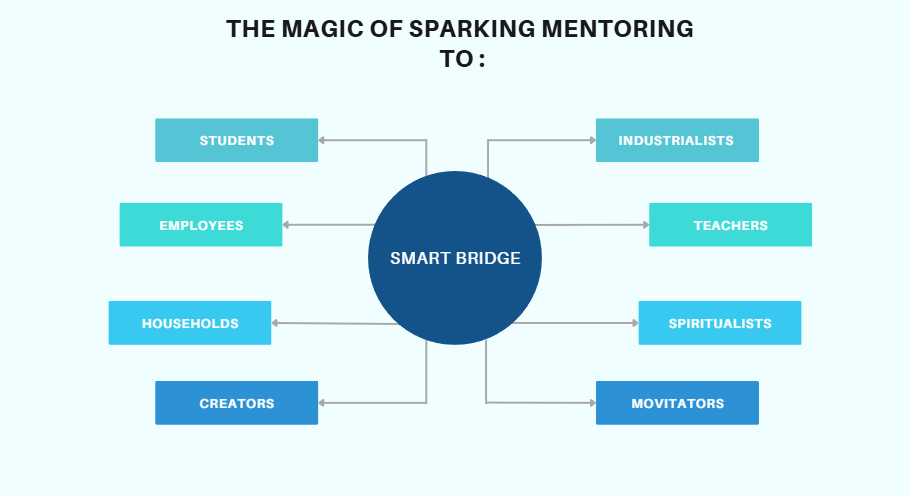 THE MAGIC OF SPARKING MENTORING
TO :
STUDENTS
INDUSTRIALISTS
EMPLOYEES
TEACHERS
SMART BRIDGE
HOUSEHOLDS
SPIRITUALISTS
CREATORS
MOVITATORS